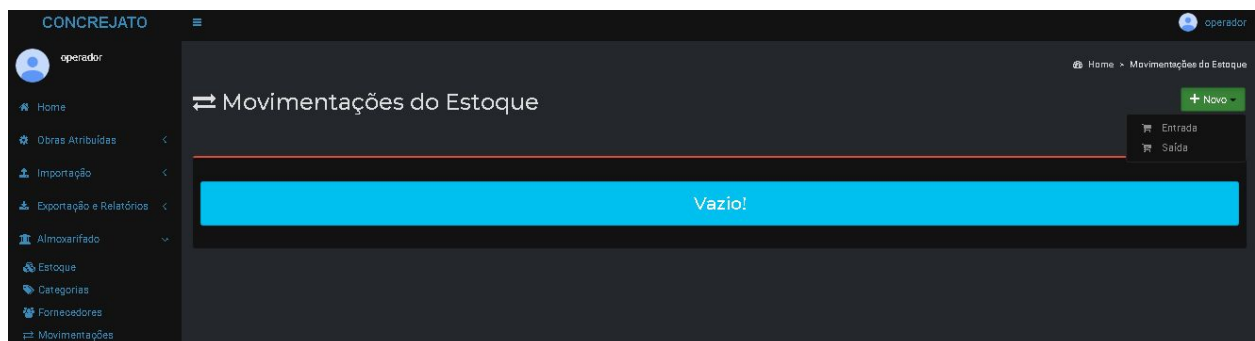 CONCREJATO
operador
operador
Home > Movimentações do Estoque
Home
Obras Atribuídas
Importação
Exportação e Relatórios
Almoxarifado
Estoque
Categorias
Fornecedores
Movimentações
Movimentações do Estoque
+ Novo
Entrada
Saída
Vazio!